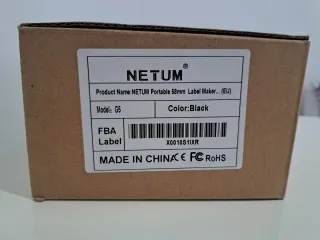 NETUM®
Product Name NETUM Portable 58mm Label Maker... (EU)
Model: G5
Color:Black
FBA
Label
X0010S1IXR
MADE IN CHINA CE FC RoHS